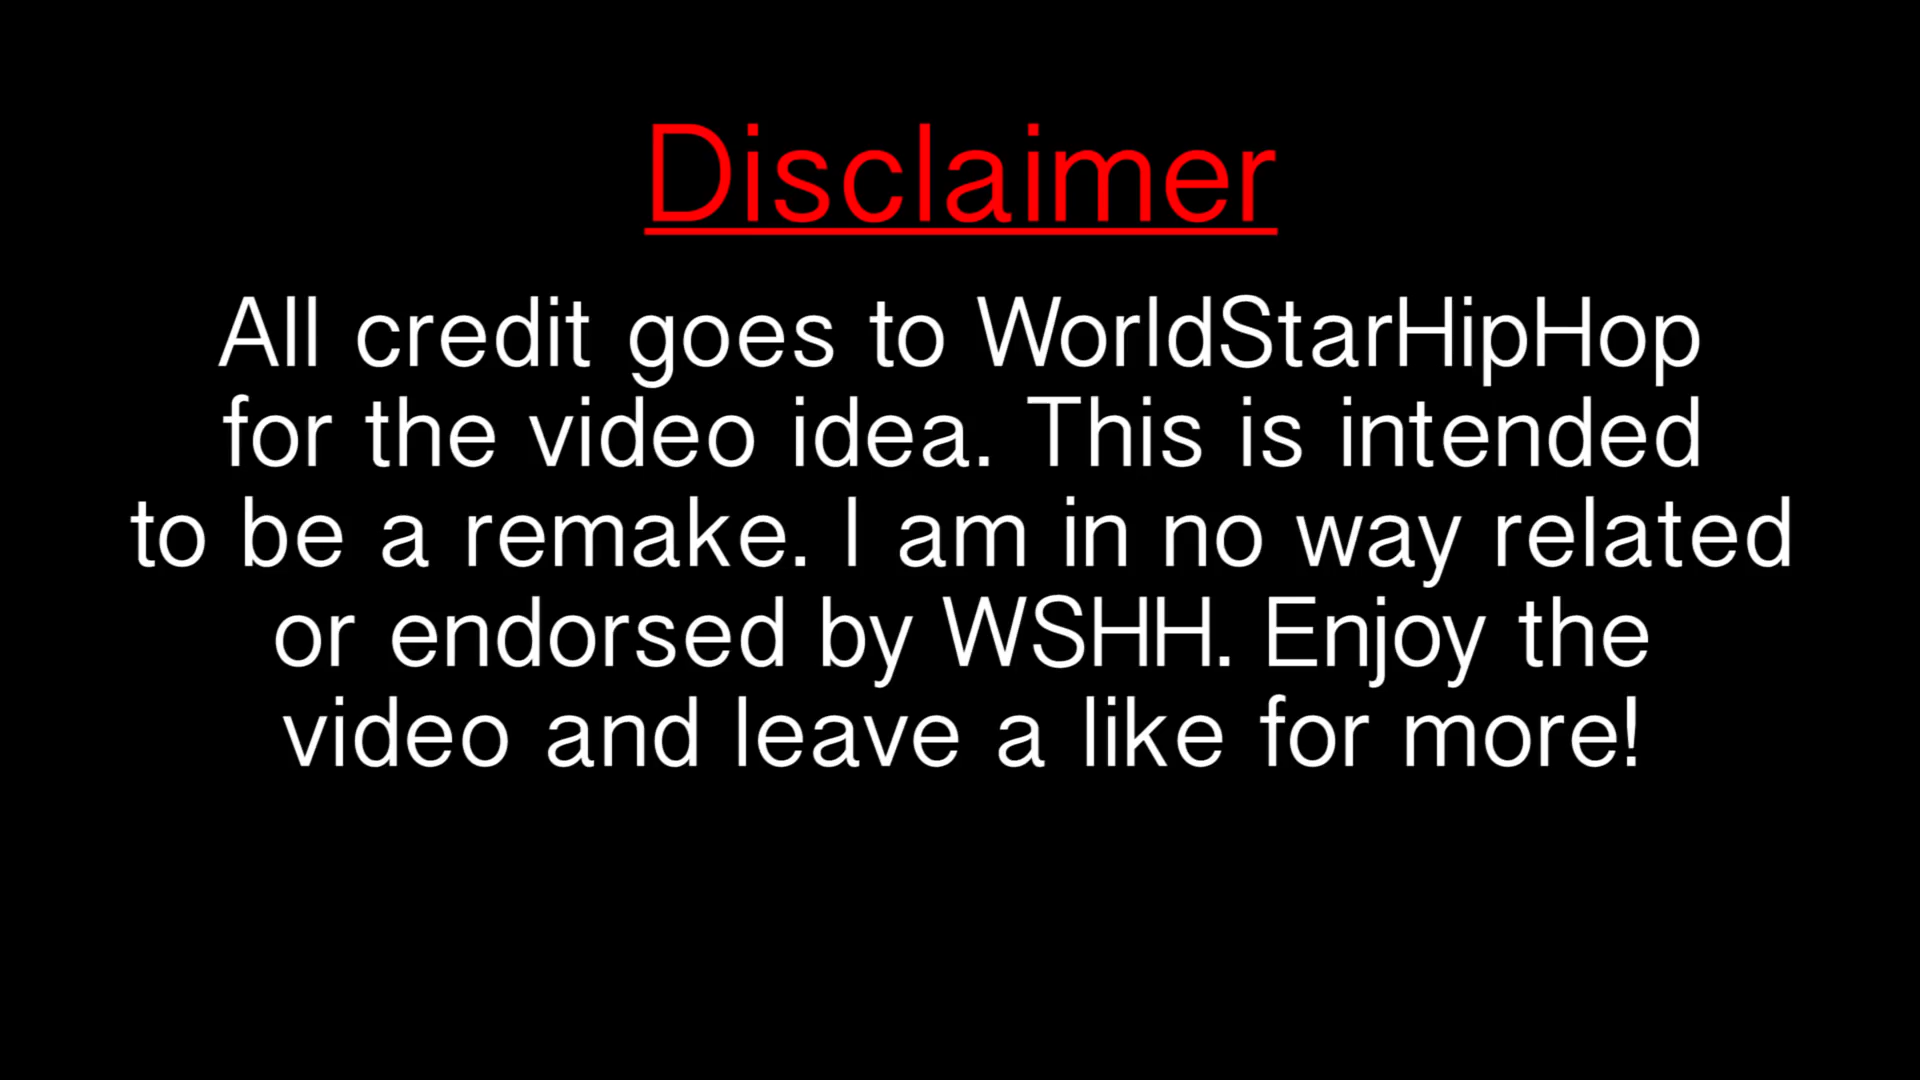 Disclaimer
All credit goes to WorldStarHipHop
for the video idea. This is intended
to be a remake. I am in no way related
or endorsed by WSHH. Enjoy the
video and leave a like for more!